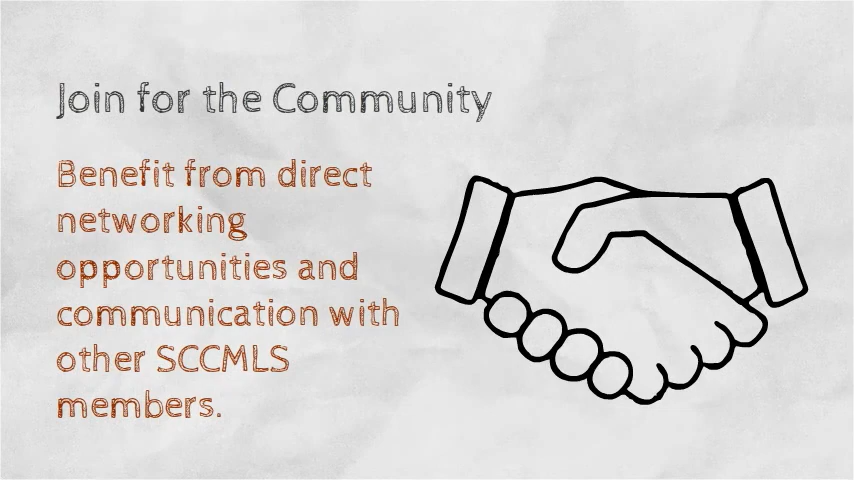 Join for the Community
Benefit from direct
networking
opportunities and
communication with
other SCCMLS
members.